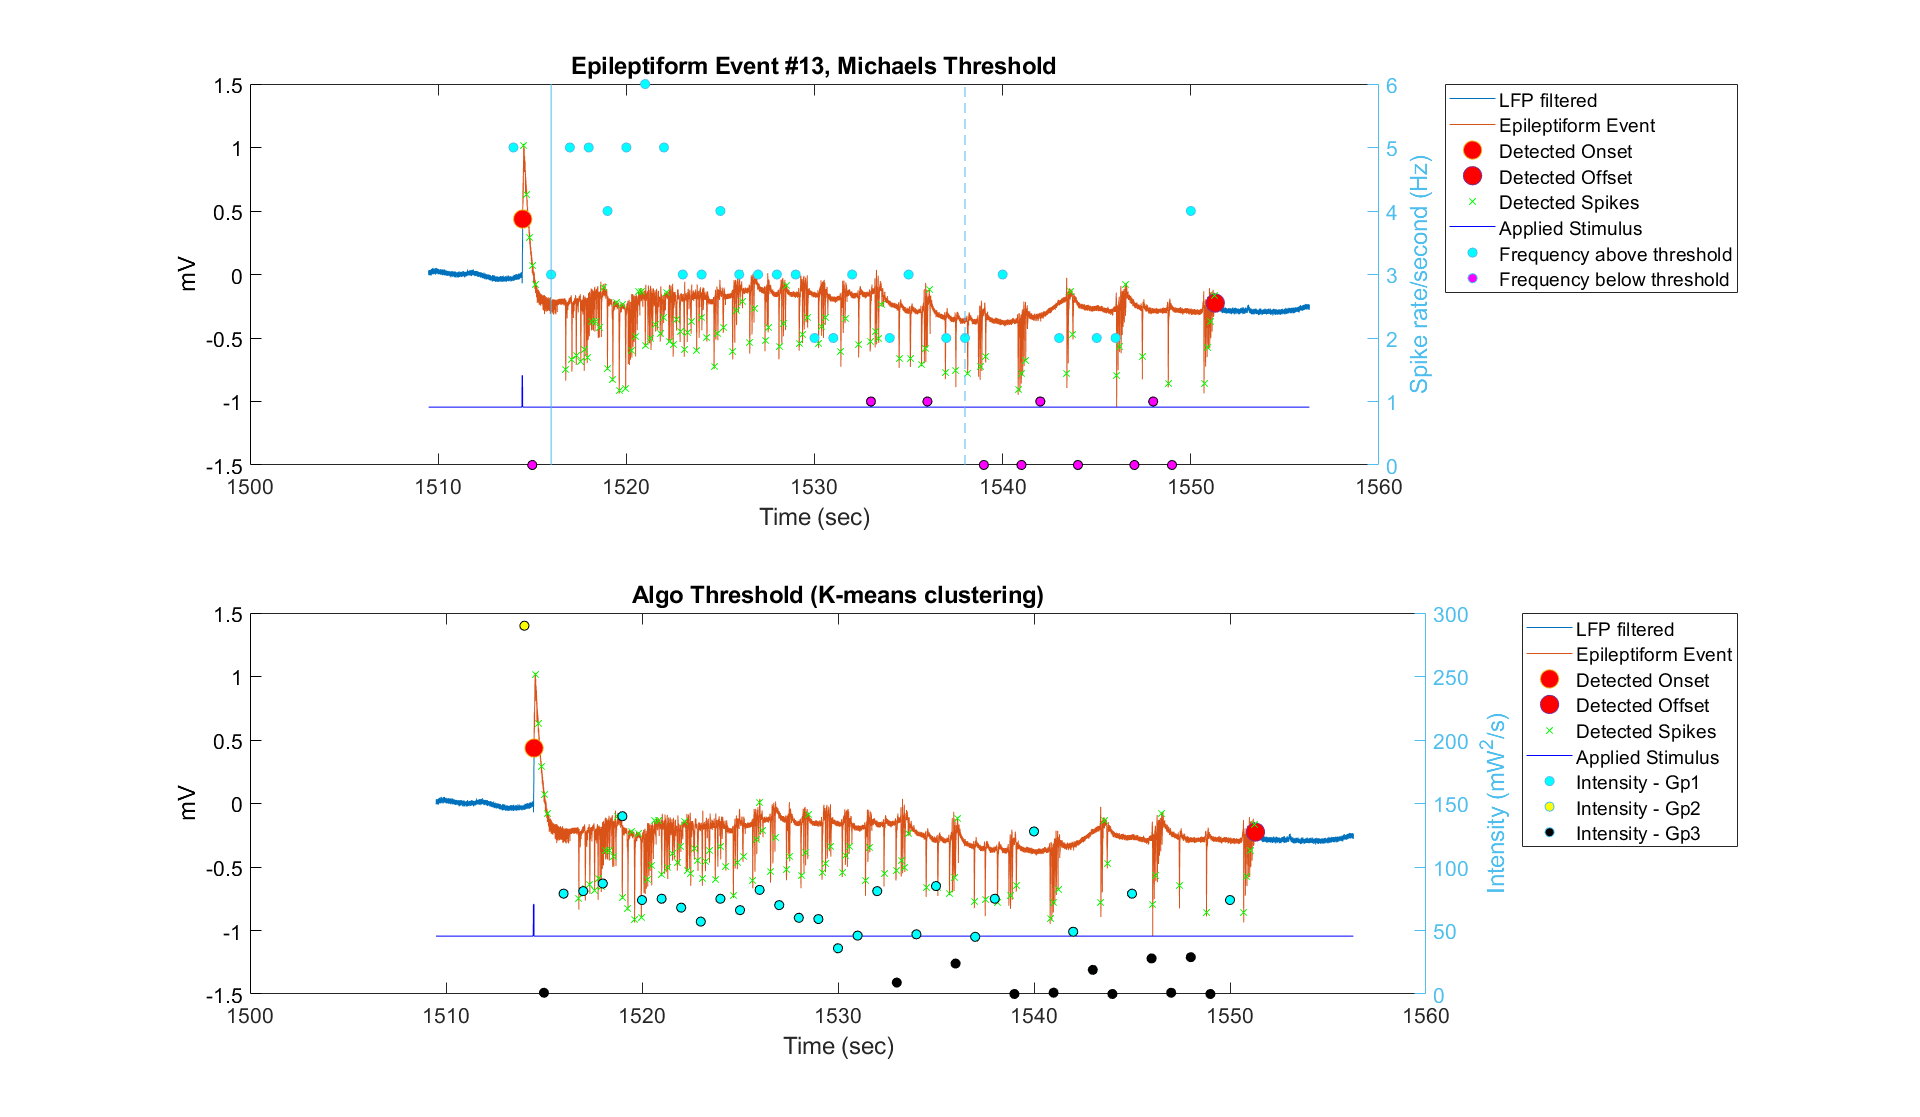 Epileptiform Event #13, Michaels Threshold
1.5
1
0.5
0
-0.5
-1
-1.5
mV
1500
1510
1520
1530
1540
1550
1560
Time (sec)
6
5
4
3
2
1
0
Spike rate/second (Hz)
LFP filtered
Epileptiform Event
Detected Onset
Detected Offset
Detected Spikes
Applied Stimulus
Frequency above threshold
Frequency below threshold
Algo Threshold (K-means clustering)
1.5
1
0.5
0
-0.5
-1
-1.5
mV
1500
1510
1520
1530
1540
1550
1560
Time (sec)
300
250
200
150
100
50
0
Intensity (mW²/s)
LFP filtered
Epileptiform Event
Detected Onset
Detected Offset
Detected Spikes
Applied Stimulus
Intensity - Gp1
Intensity - Gp2
Intensity - Gp3